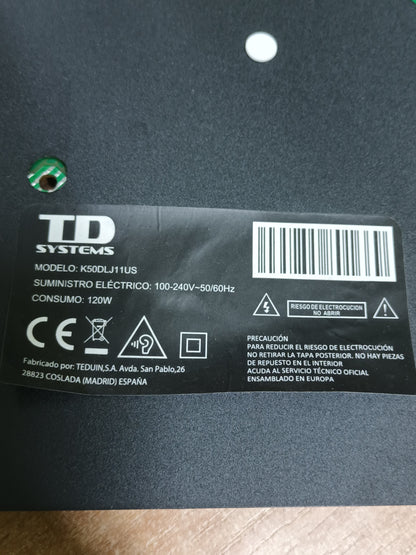 TD
SYSTEMS
MODELO: K50DLJ11US
SUMINISTRO ELÉCTRICO: 100-240V~50/60Hz
CONSUMO: 120W
CE
Fabricado por: TEDUIN,S.A. Avda. San Pablo,26
28823 COSLADA (MADRID) ESPAÑA
RIESGO DE ELECTROCUCION
NO ABRIR
PRECAUCIÓN
PARA REDUCIR EL RIESGO DE ELECTROCUCIÓN
NO RETIRAR LA TAPA POSTERIOR. NO HAY PIEZAS
DE REPUESTO EN EL INTERIOR
ACUDA AL SERVICIO TÉCNICO OFICIAL
ENSAMBLADO EN EUROPA